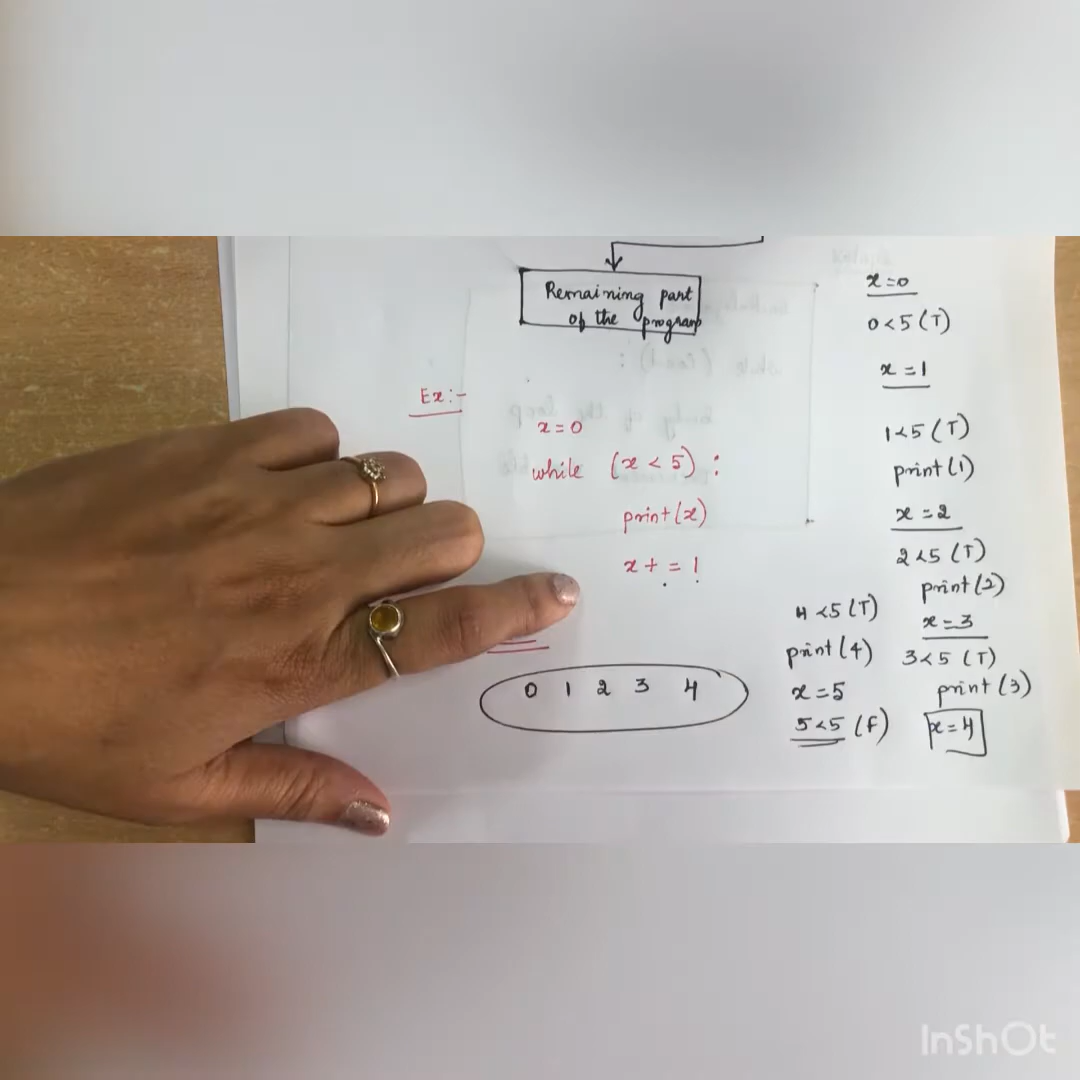 Remaining part
of the program
Ex:-
x=0
while (x < 5) :
print(x)
x + = 1
0 1 2 3 4
x=0
0<5 (T)
x=1
1<5 (T)
print(1)
x=2
2<5 (T)
print(2)
x=3
3<5 (T)
print(3)
x=4
4<5 (T)
print(4)
x=5
5<5 (F)
InShOt